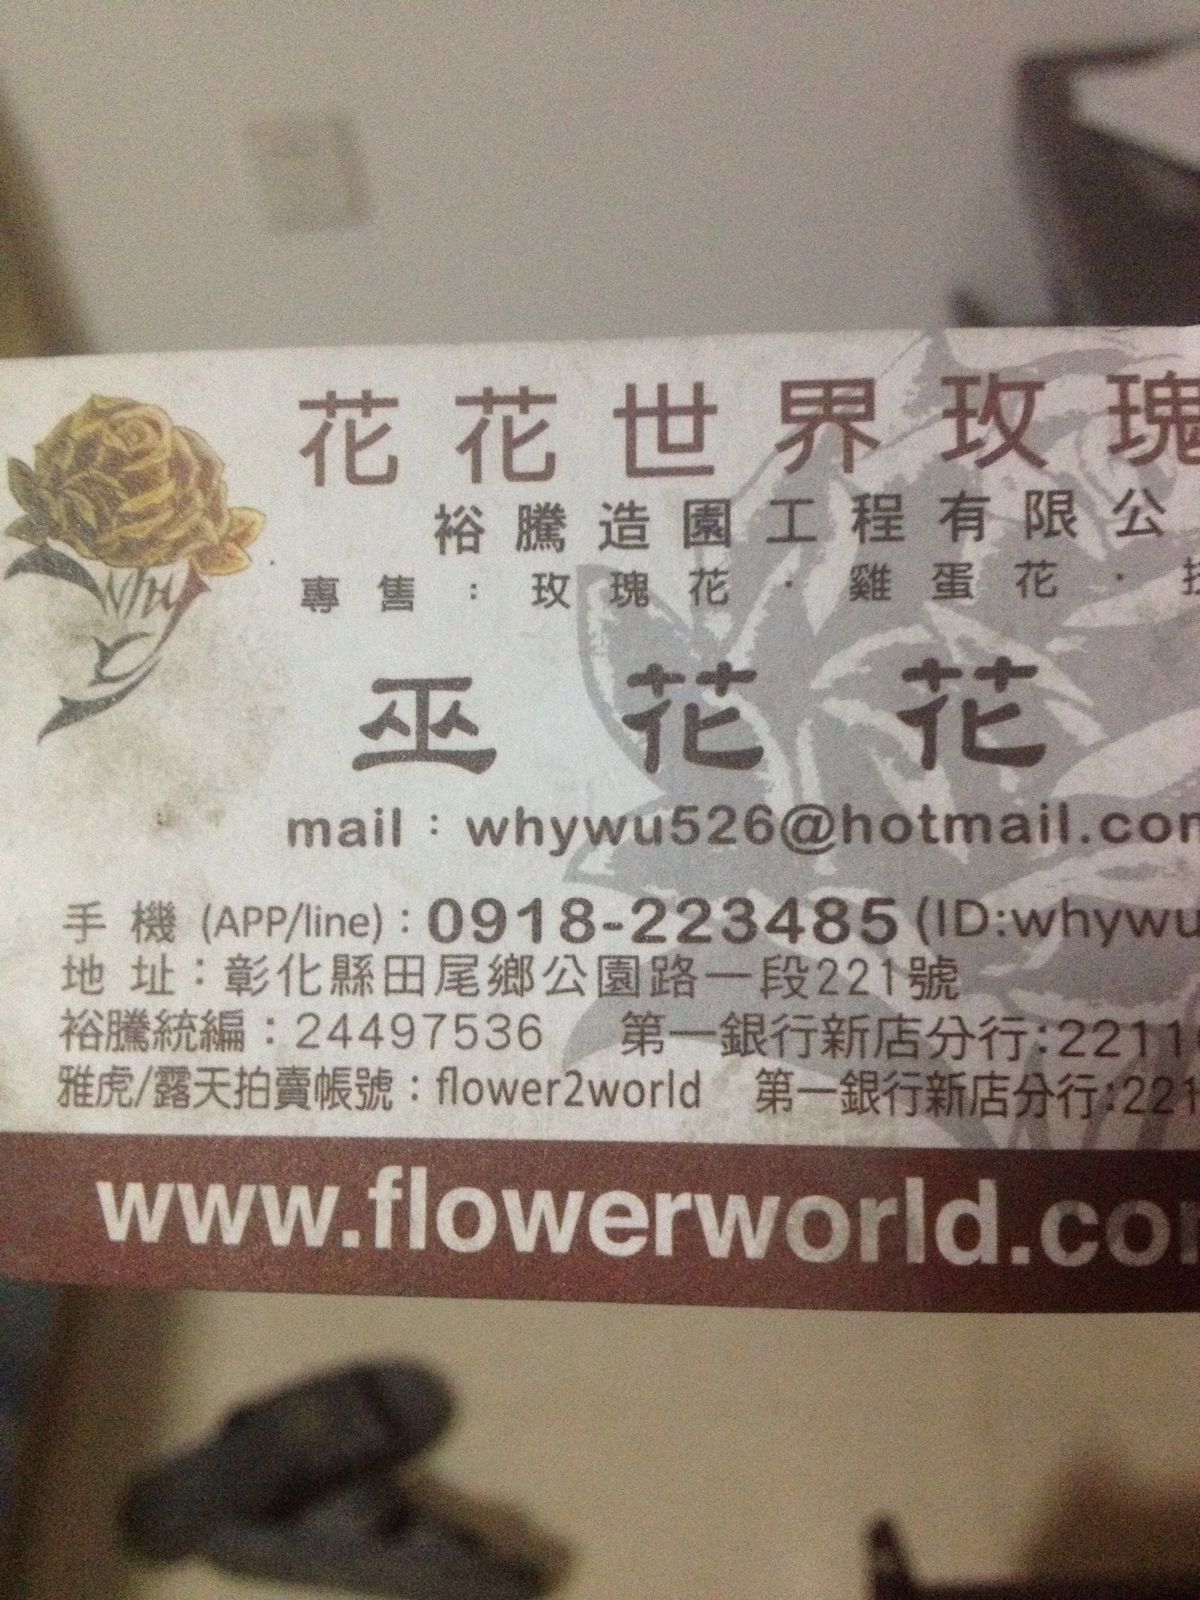 花花世界玫瑰
裕騰造園工程有限公
專售：玫瑰花．雞蛋花．
巫花花
mail：whywu526@hotmail.com
手機 (APP/line)：0918-223485 (ID:whywu
地址：彰化縣田尾鄉公園路一段221號
裕騰統編：24497536 第一銀行新店分行:2211
雅虎/露天拍賣帳號：flower2world 第一銀行新店分行:221
www.flowerworld.co